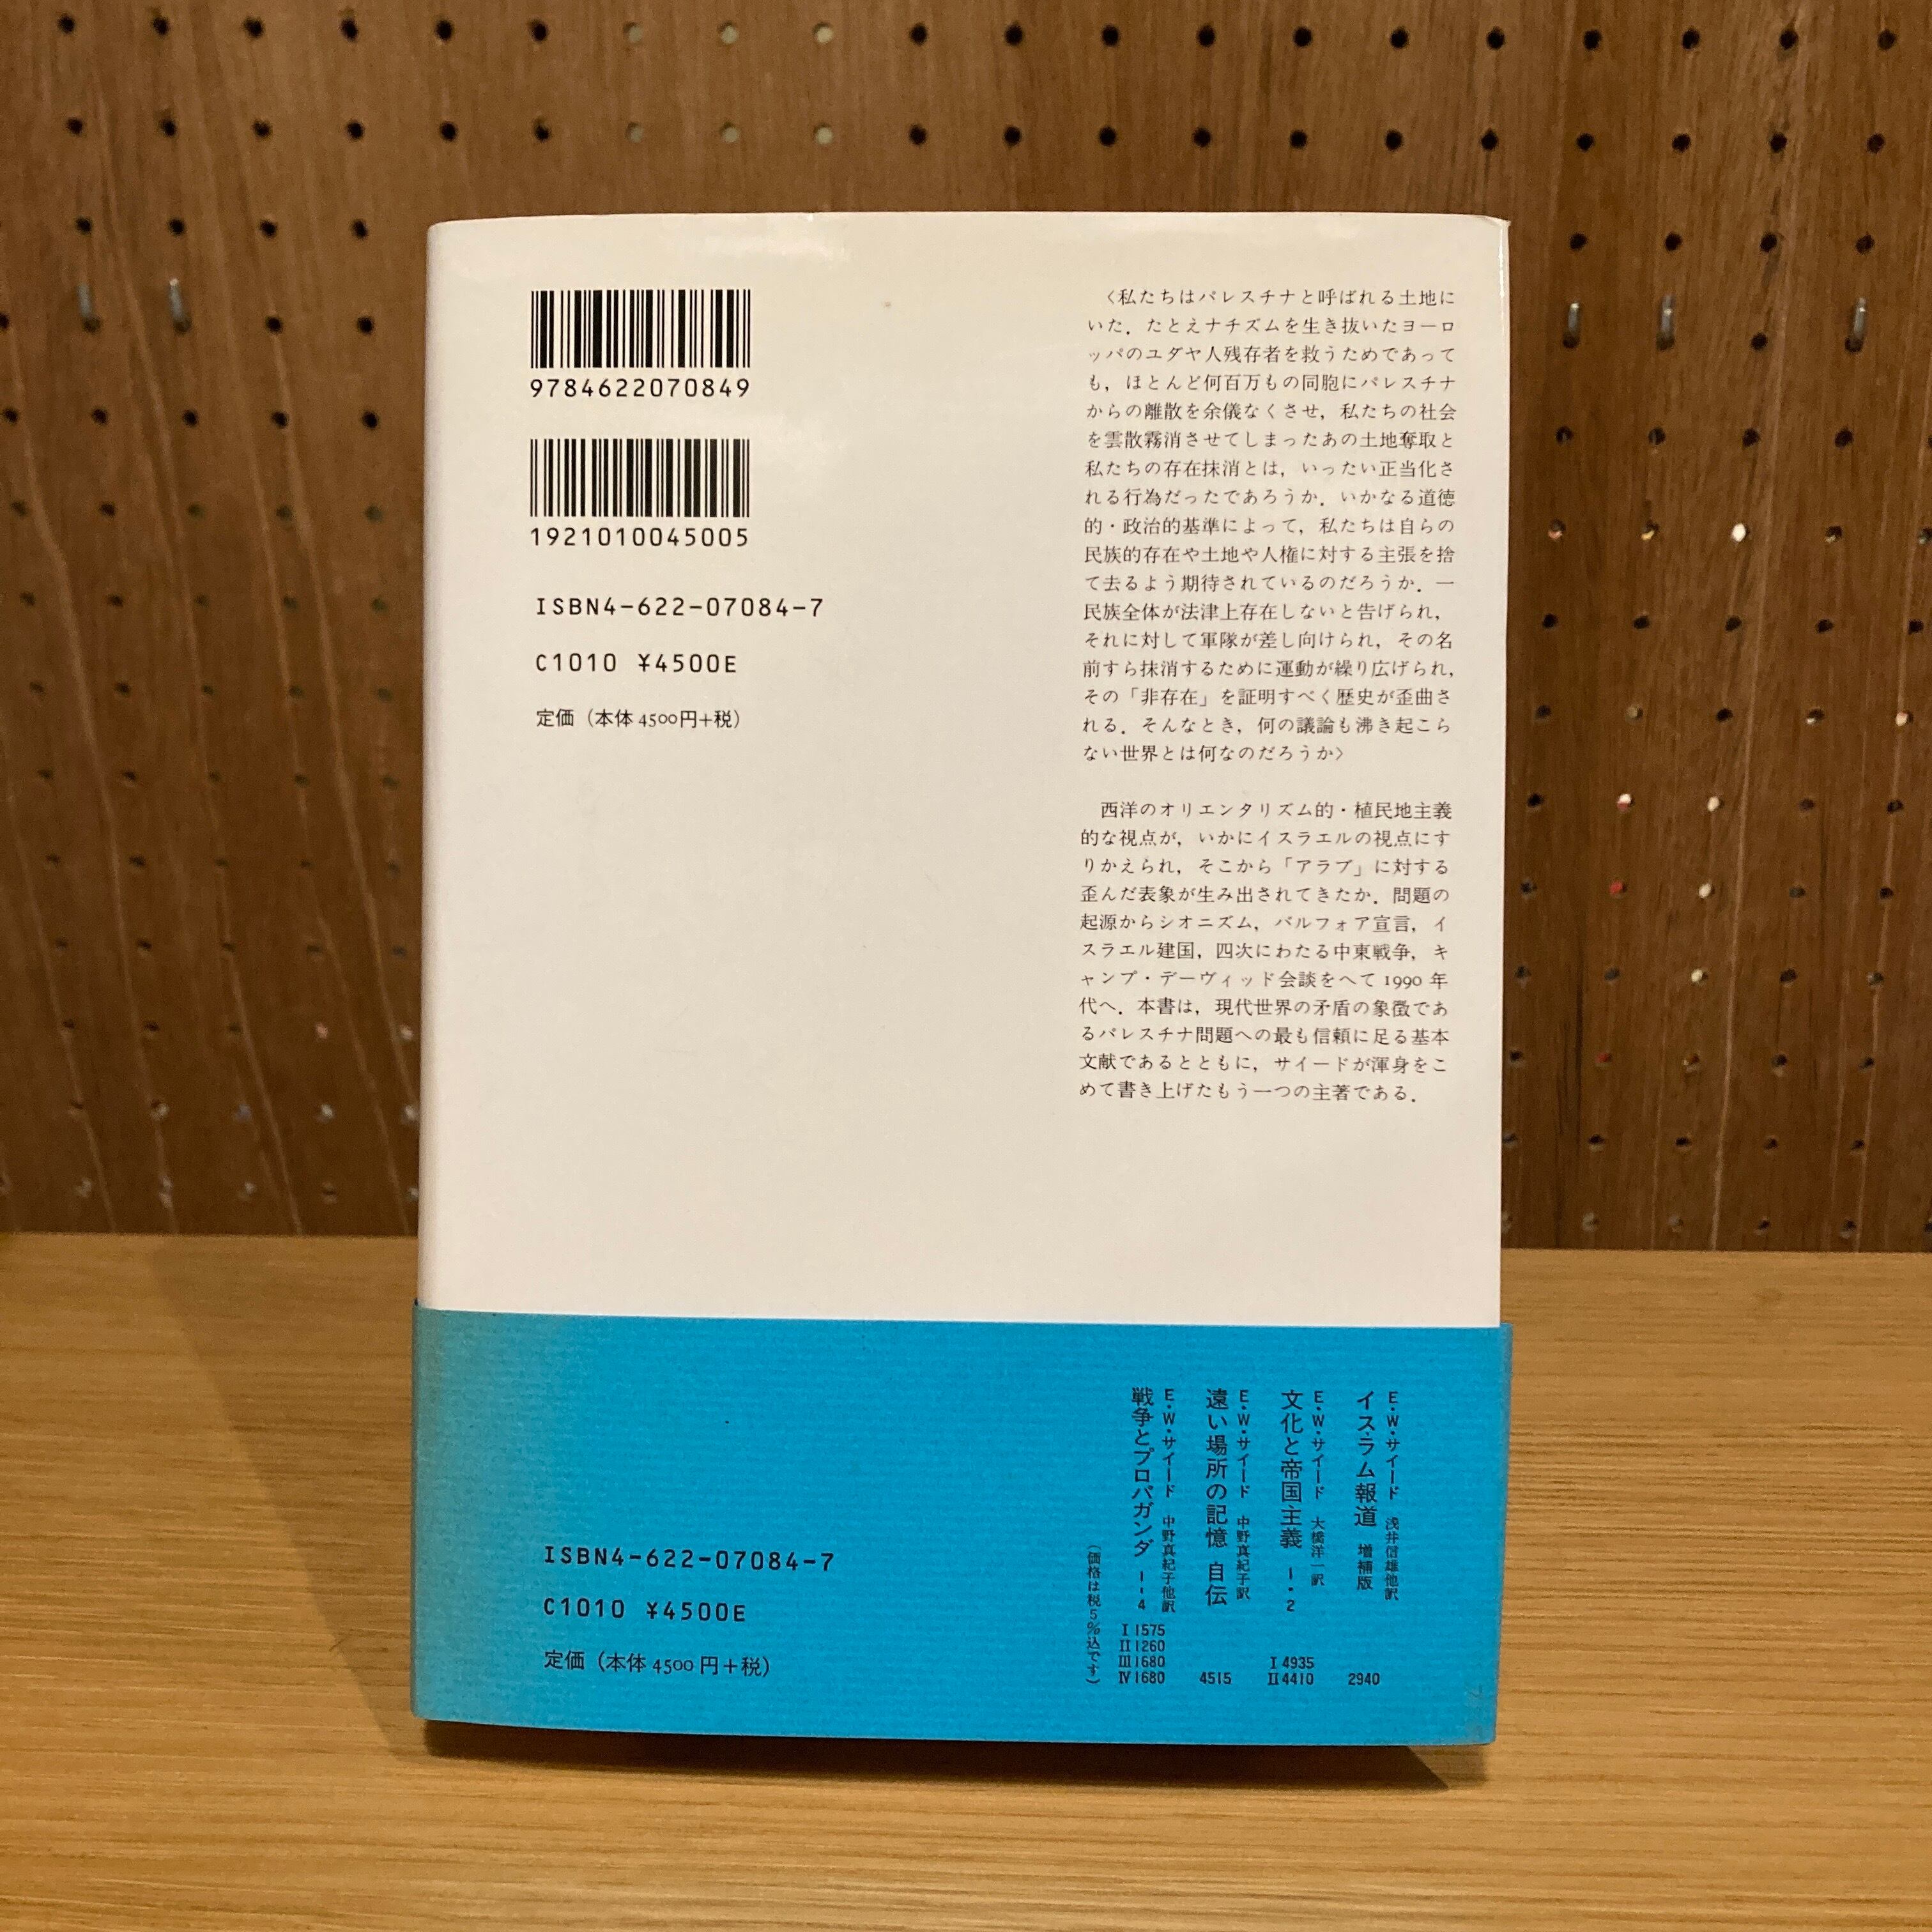 9784622070849
1921010045005
ISBN4-622-07084-7
C1010 ¥4500E
定価（本体 4500円+税）
〈私たちはパレスチナと呼ばれる土地に
いた．たとえナチズムを生き抜いたヨーロ
ッパのユダヤ人残存者を救うためであって
も，ほとんど何百万もの同胞にパレスチナ
からの離散を余儀なくさせ，私たちの社会
を雲散霧消させてしまったあの土地奪取と
私たちの存在抹消とは，いったい正当化さ
れる行為だったであろうか．いかなる道徳
的・政治的基準によって，私たちは自らの
民族的存在や土地や人権に対する主張を捨
て去るよう期待されているのだろうか．一
民族全体が法律上存在しないと告げられ，
それに対して軍隊が差し向けられ，その名
前すら抹消するために運動が繰り広げられ，
その「非存在」を証明すべく歴史が歪曲さ
れる．そんなとき，何の議論も沸き起こら
ない世界とは何なのだろうか〉
西洋のオリエンタリズム的・植民地主義
的な視点が，いかにイスラエルの視点にす
りかえられ，そこから「アラブ」に対する
歪んだ表象が生み出されてきたか．問題の
起源からシオニズム，バルフォア宣言，イ
スラエル建国，四次にわたる中東戦争，キ
ャンプ・デーヴィッド会談をへて 1990 年
代へ．本書は，現代世界の矛盾の象徴であ
るパレスチナ問題への最も信頼に足る基本
文献であるとともに，サイードが渾身をこ
めて書き上げたもう一つの主著である．
E・W・サイード 浅井信雄他訳
イスラム報道 増補版 2940
E・W・サイード 大橋洋一訳
文化と帝国主義 1・2 I 4935 II 4410
E・W・サイード 中野真紀子訳
遠い場所の記憶 自伝 4515
E・W・サイード 中野真紀子他訳
戦争とプロパガンダ 1-4 I 1575 II 1260 III 1680 IV 1680
（価格は税5%込です）
ISBN4-622-07084-7
C1010 ¥4500E
定価（本体 4500 円+税）